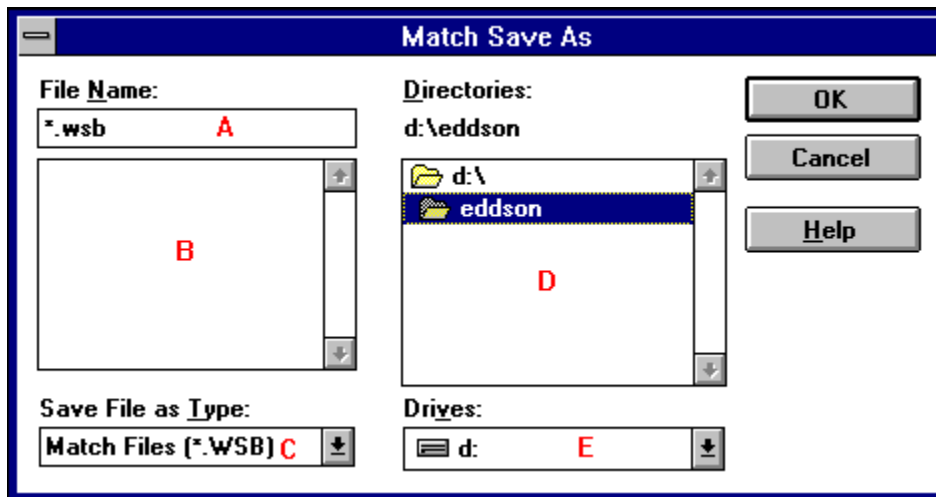 Match Save As
File Name:
*.wsb A
B
Save File as Type:
Match Files (*.WSB) C
Directories:
d:\eddson
d:\
eddson
D
Drives:
d: E
OK
Cancel
Help